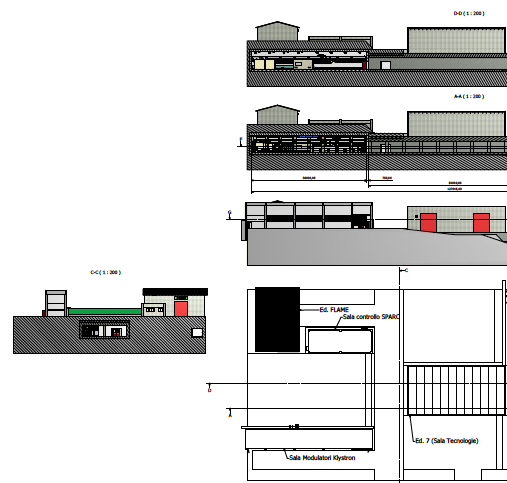 D-D ( 1 : 200 )
A-A ( 1 : 200 )
F
G
C
C-C ( 1 : 200 )
Ed. FLAME
Sala controllo SPARC
D
A
Ed. 7 (Sala Tecnologie)
Sala Modulatori Klystron